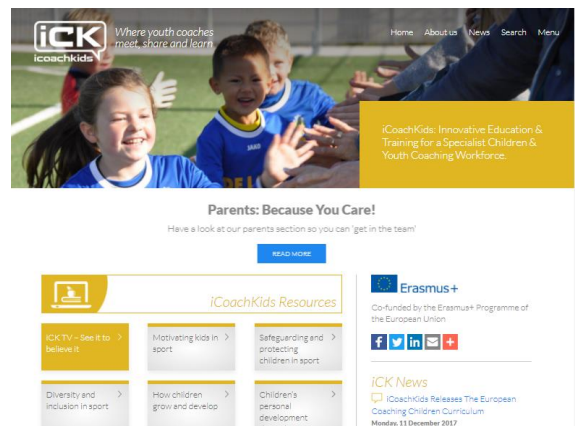 iCK
icoachkids
Where youth coaches
meet, share and learn
Home About us News Search Menu
JAKO
iCoachKids: Innovative Education &
Training for a Specialist Children &
Youth Coaching Workforce.
Parents: Because You Care!
Have a look at our parents section so you can 'get in the team'
READ MORE
iCoachKids Resources
ICK TV – See it to
believe it
Motivating kids in
sport
Safeguarding and
protecting
children in sport
Diversity and
inclusion in sport
How children
grow and develop
Children's
personal
development
Erasmus+
Co-funded by the Erasmus+ Programme of
the European Union
iCK News
iCoachKids Releases The European
Coaching Children Curriculum
Monday, 11 December 2017